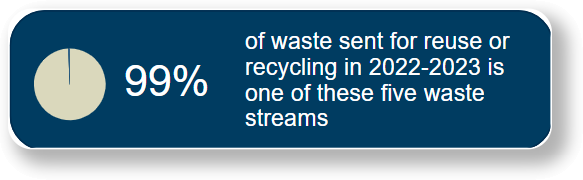 99%
of waste sent for reuse or
recycling in 2022-2023 is
one of these five waste
streams